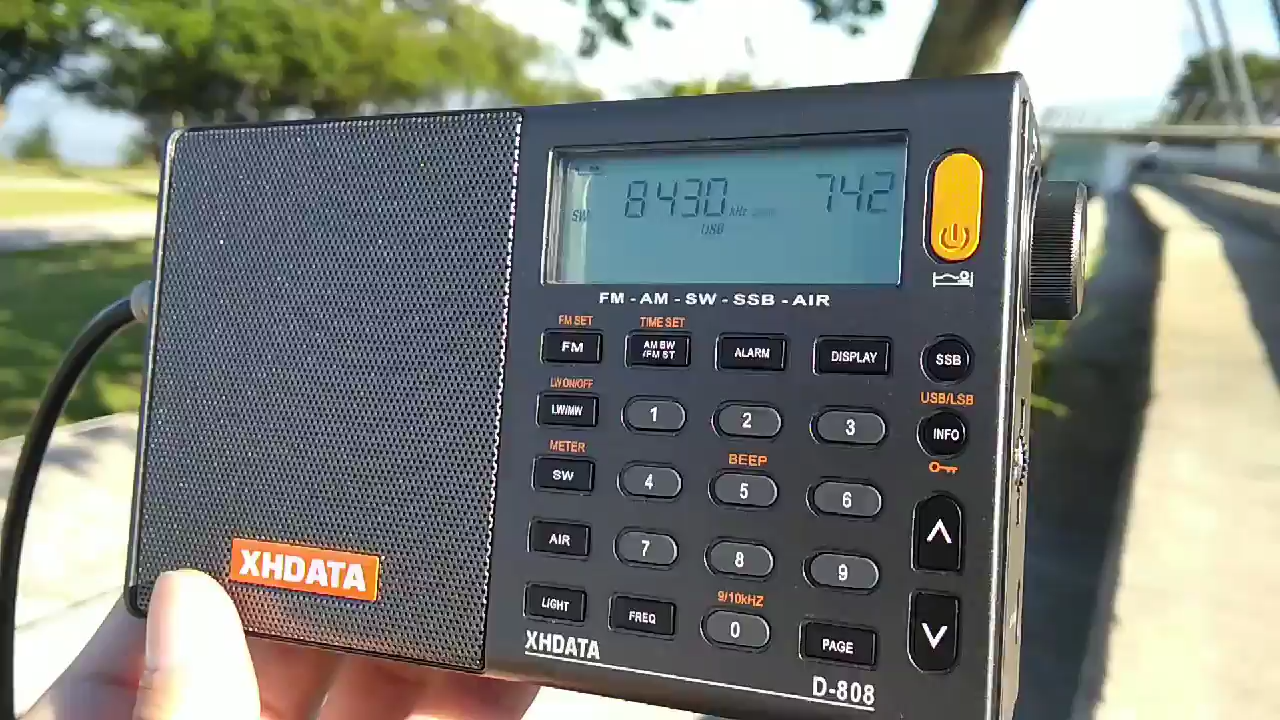 8430 kHz 742
SW
USB
FM - AM - SW - SSB - AIR
FM SET TIME SET
FM AM BW /FM ST ALARM DISPLAY SSB
LW ON/OFF USB/LSB
LW/MW 1 2 3 INFO
METER BEEP
SW 4 5 6
AIR 7 8 9
9/10kHZ
LIGHT FREQ 0 PAGE
XHDATA
XHDATA
D-808